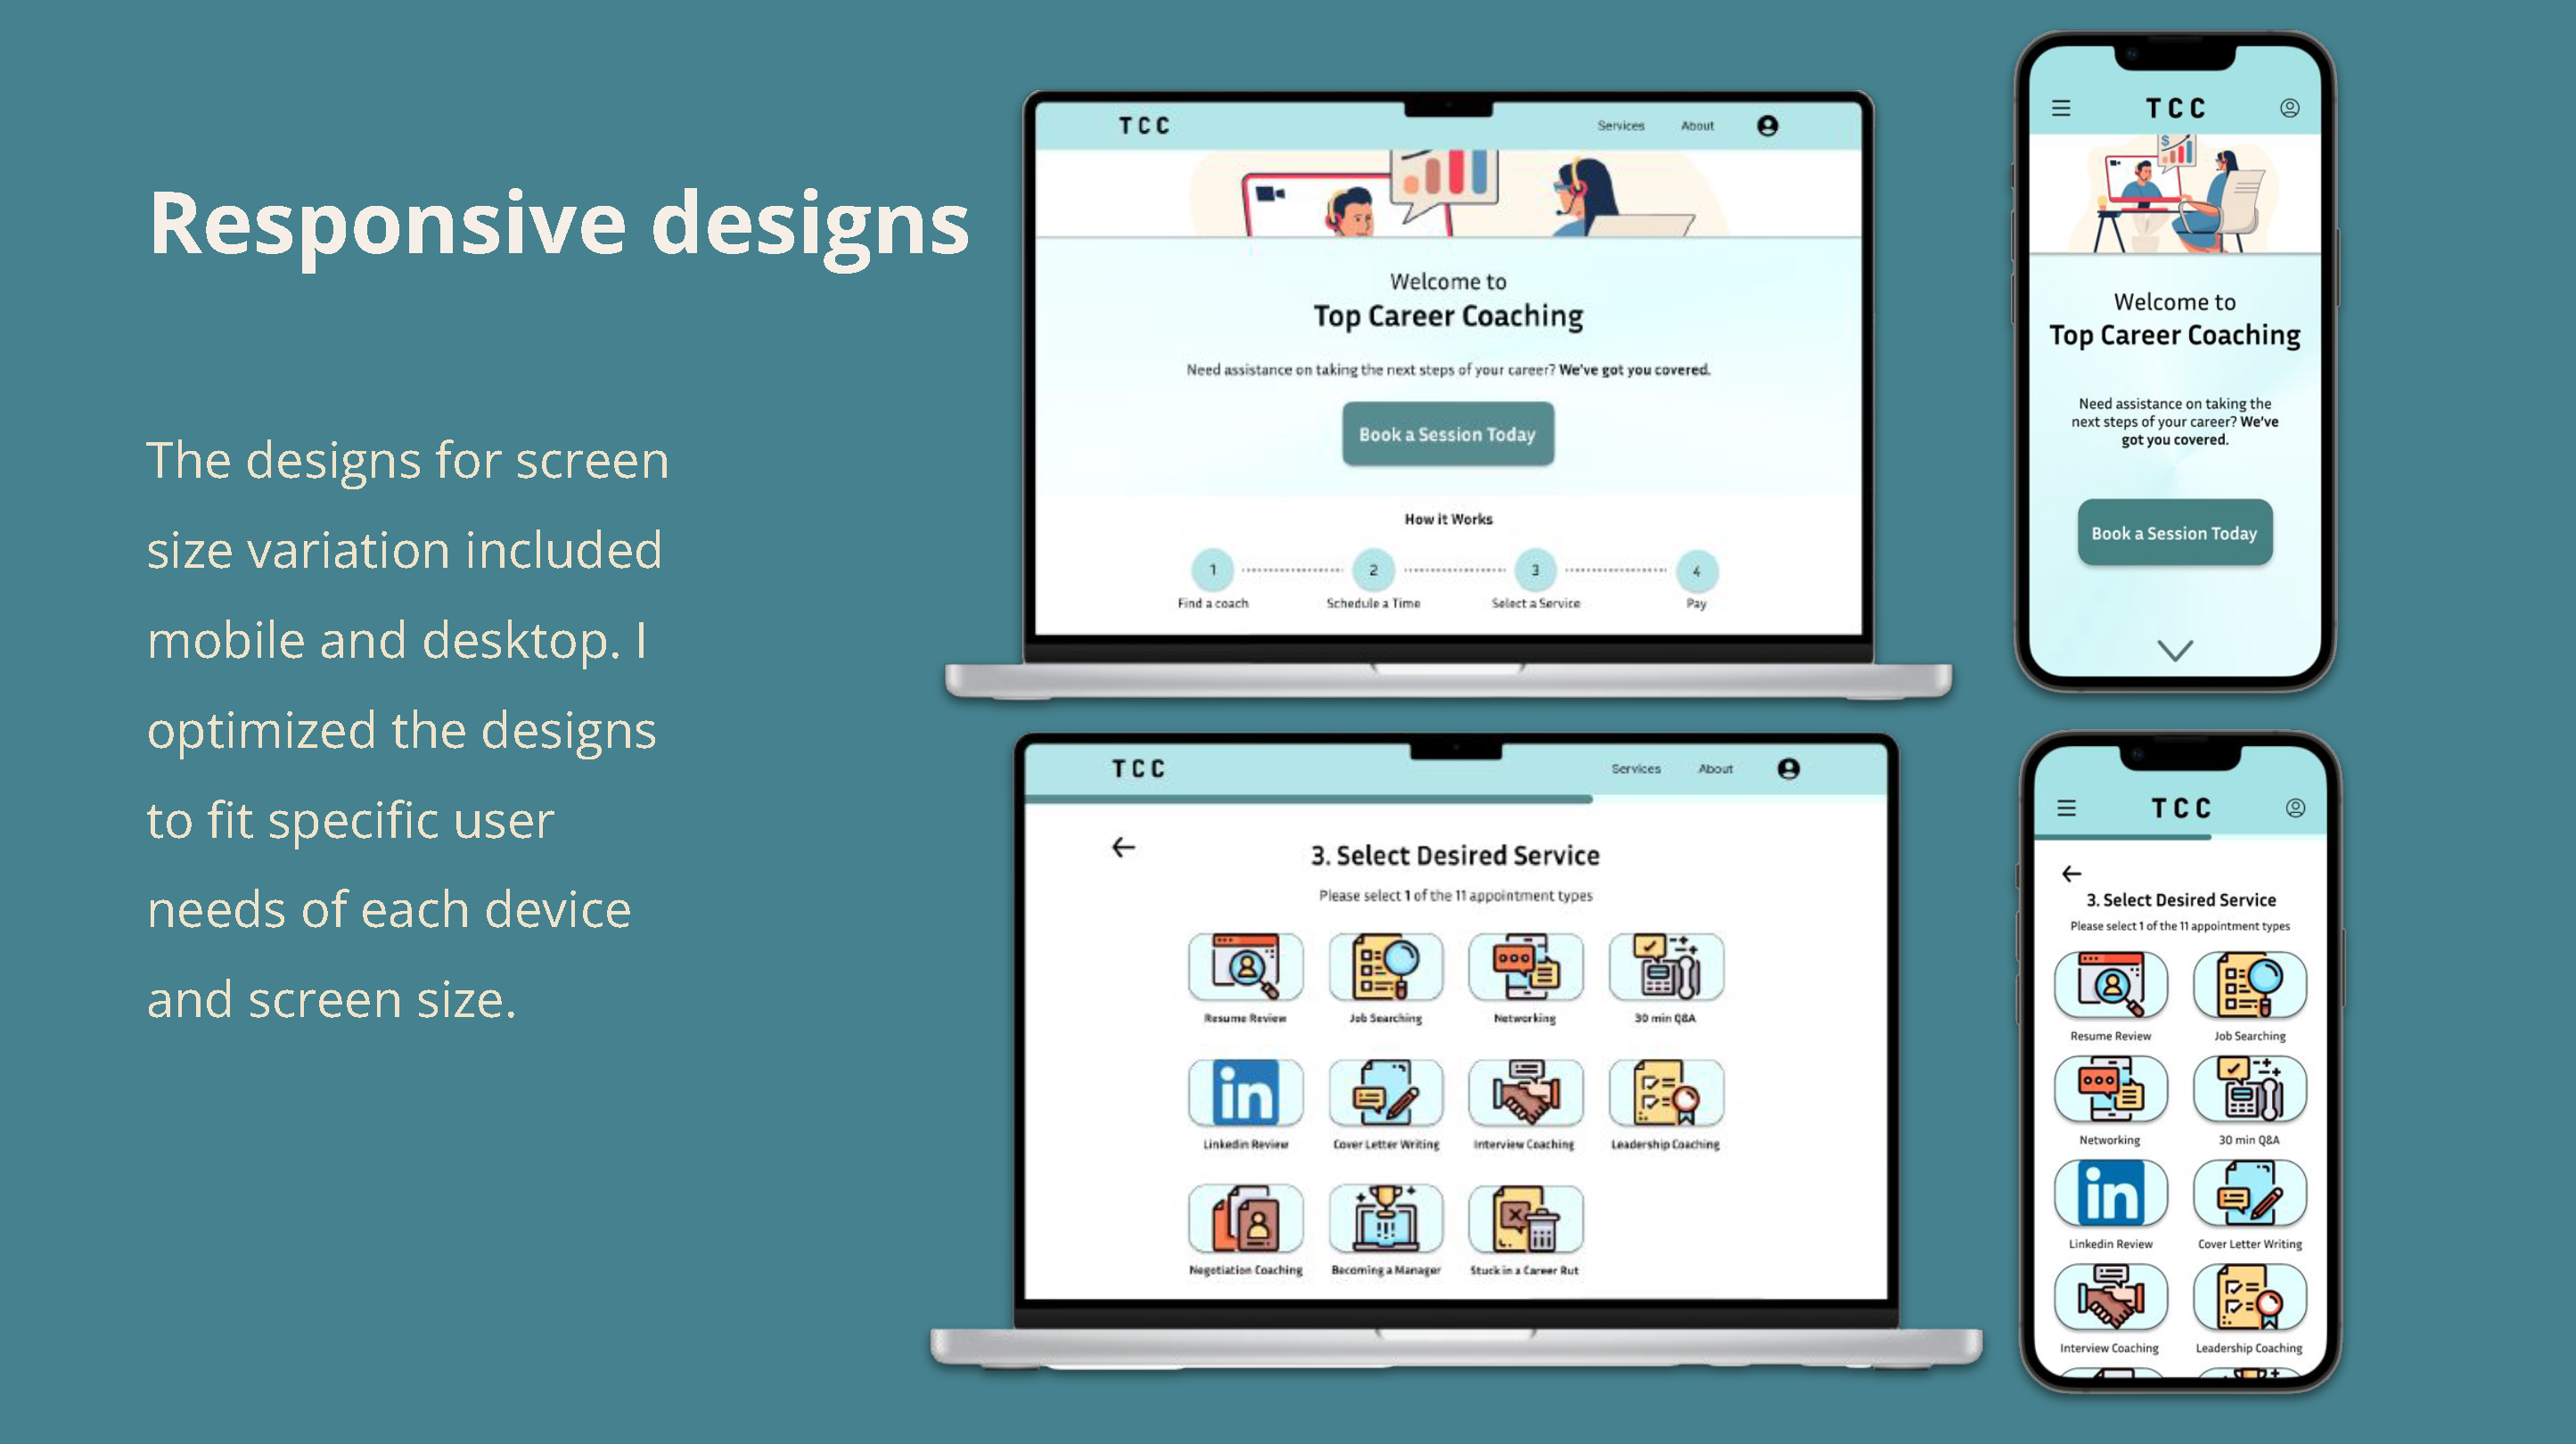 Responsive designs
The designs for screen
size variation included
mobile and desktop. I
optimized the designs
to fit specific user
needs of each device
and screen size.
TCC
Services About
Welcome to
Top Career Coaching
Need assistance on taking the next steps of your career? We've got you covered.
Book a Session Today
How it Works
1 2 3 4
Find a coach Schedule a Time Select a Service Pay
TCC
$
Welcome to
Top Career Coaching
Need assistance on taking the
next steps of your career? We've
got you covered.
Book a Session Today
TCC
Services About
3. Select Desired Service
Please select 1 of the 11 appointment types
Resume Review Job Searching Networking 30 min Q&A
in
Linkedin Review Cover Letter Writing Interview Coaching Leadership Coaching
Negotiation Coaching Becoming a Manager Stuck in a Career Rut
TCC
3. Select Desired Service
Please select 1 of the 11 appointment types
Resume Review Job Searching
Networking 30 min Q&A
in
Linkedin Review Cover Letter Writing
Interview Coaching Leadership Coaching